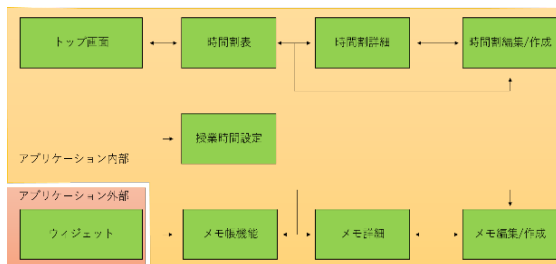 トップ画面
時間割表
時間割詳細
時間割編集/作成
授業時間設定
アプリケーション内部
アプリケーション外部
ウィジェット
メモ帳機能
メモ詳細
メモ編集/作成